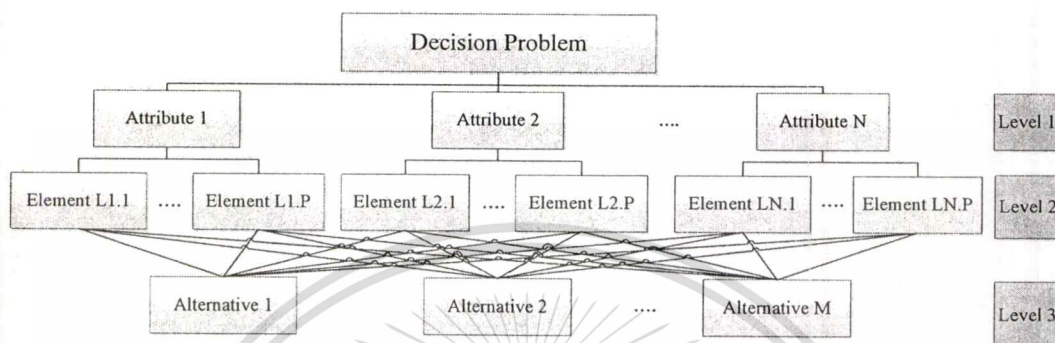 Decision Problem
Attribute 1
Attribute 2
....
Attribute N
Level 1
Element L1.1
....
Element L1.P
Element L2.1
....
Element L2.P
Element LN.1
....
Element LN.P
Level 2
Alternative 1
Alternative 2
....
Alternative M
Level 3